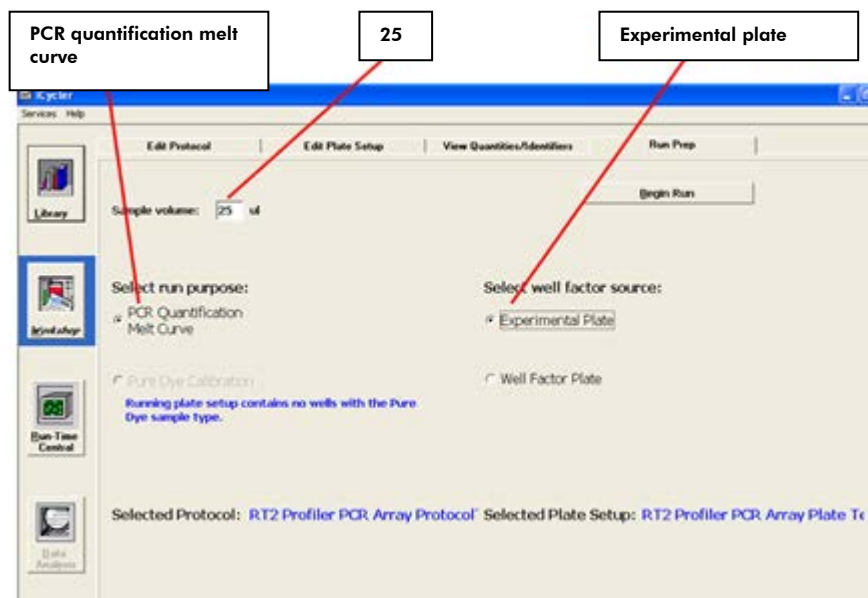 PCR quantification melt
curve
25
Experimental plate
iCycler
Services Help
Edit Protocol
Edit Plate Setup
View Quantities/Identifiers
Run Prep
Library
Sample volume: 25 ul
Begin Run
Workshop
Select run purpose:
PCR Quantification
Melt Curve
Select well factor source:
Experimental Plate
Pure Dye Calibration
Running plate setup contains no wells with the Pure
Dye sample type.
Well Factor Plate
Run-Time
Central
Selected Protocol: RT2 Profiler PCR Array Protocol
Selected Plate Setup: RT2 Profiler PCR Array Plate Te
Data
Analysis